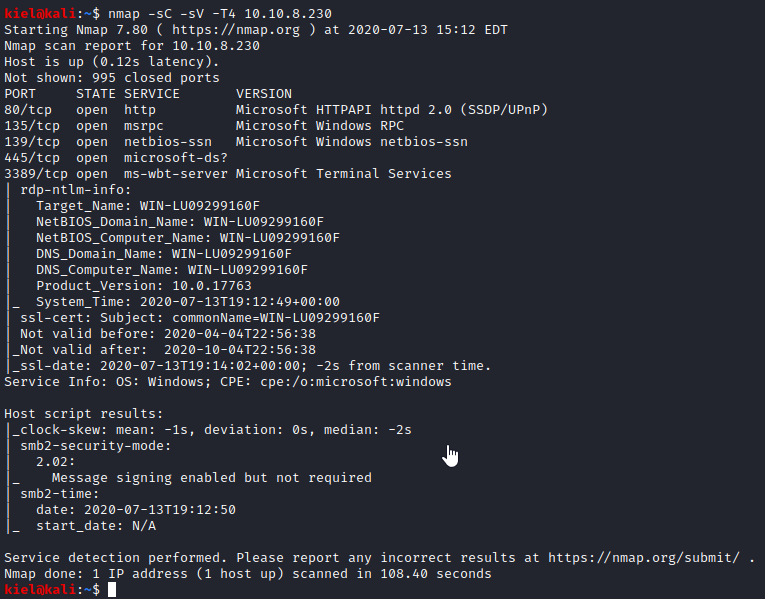 kiel@kali:~$ nmap -sC -sV -T4 10.10.8.230
Starting Nmap 7.80 ( https://nmap.org ) at 2020-07-13 15:12 EDT
Nmap scan report for 10.10.8.230
Host is up (0.12s latency).
Not shown: 995 closed ports
PORT     STATE SERVICE       VERSION
80/tcp   open  http          Microsoft HTTPAPI httpd 2.0 (SSDP/UPnP)
135/tcp  open  msrpc         Microsoft Windows RPC
139/tcp  open  netbios-ssn   Microsoft Windows netbios-ssn
445/tcp  open  microsoft-ds?
3389/tcp open  ms-wbt-server Microsoft Terminal Services
| rdp-ntlm-info:
|   Target_Name: WIN-LU09299160F
|   NetBIOS_Domain_Name: WIN-LU09299160F
|   NetBIOS_Computer_Name: WIN-LU09299160F
|   DNS_Domain_Name: WIN-LU09299160F
|   DNS_Computer_Name: WIN-LU09299160F
|   Product_Version: 10.0.17763
|_  System_Time: 2020-07-13T19:12:49+00:00
| ssl-cert: Subject: commonName=WIN-LU09299160F
| Not valid before: 2020-04-04T22:56:38
|_Not valid after:  2020-10-04T22:56:38
|_ssl-date: 2020-07-13T19:14:02+00:00; -2s from scanner time.
Service Info: OS: Windows; CPE: cpe:/o:microsoft:windows

Host script results:
|_clock-skew: mean: -1s, deviation: 0s, median: -2s
| smb2-security-mode:
|   2.02:
|_    Message signing enabled but not required
| smb2-time:
|   date: 2020-07-13T19:12:50
|_  start_date: N/A

Service detection performed. Please report any incorrect results at https://nmap.org/submit/ .
Nmap done: 1 IP address (1 host up) scanned in 108.40 seconds
kiel@kali:~$